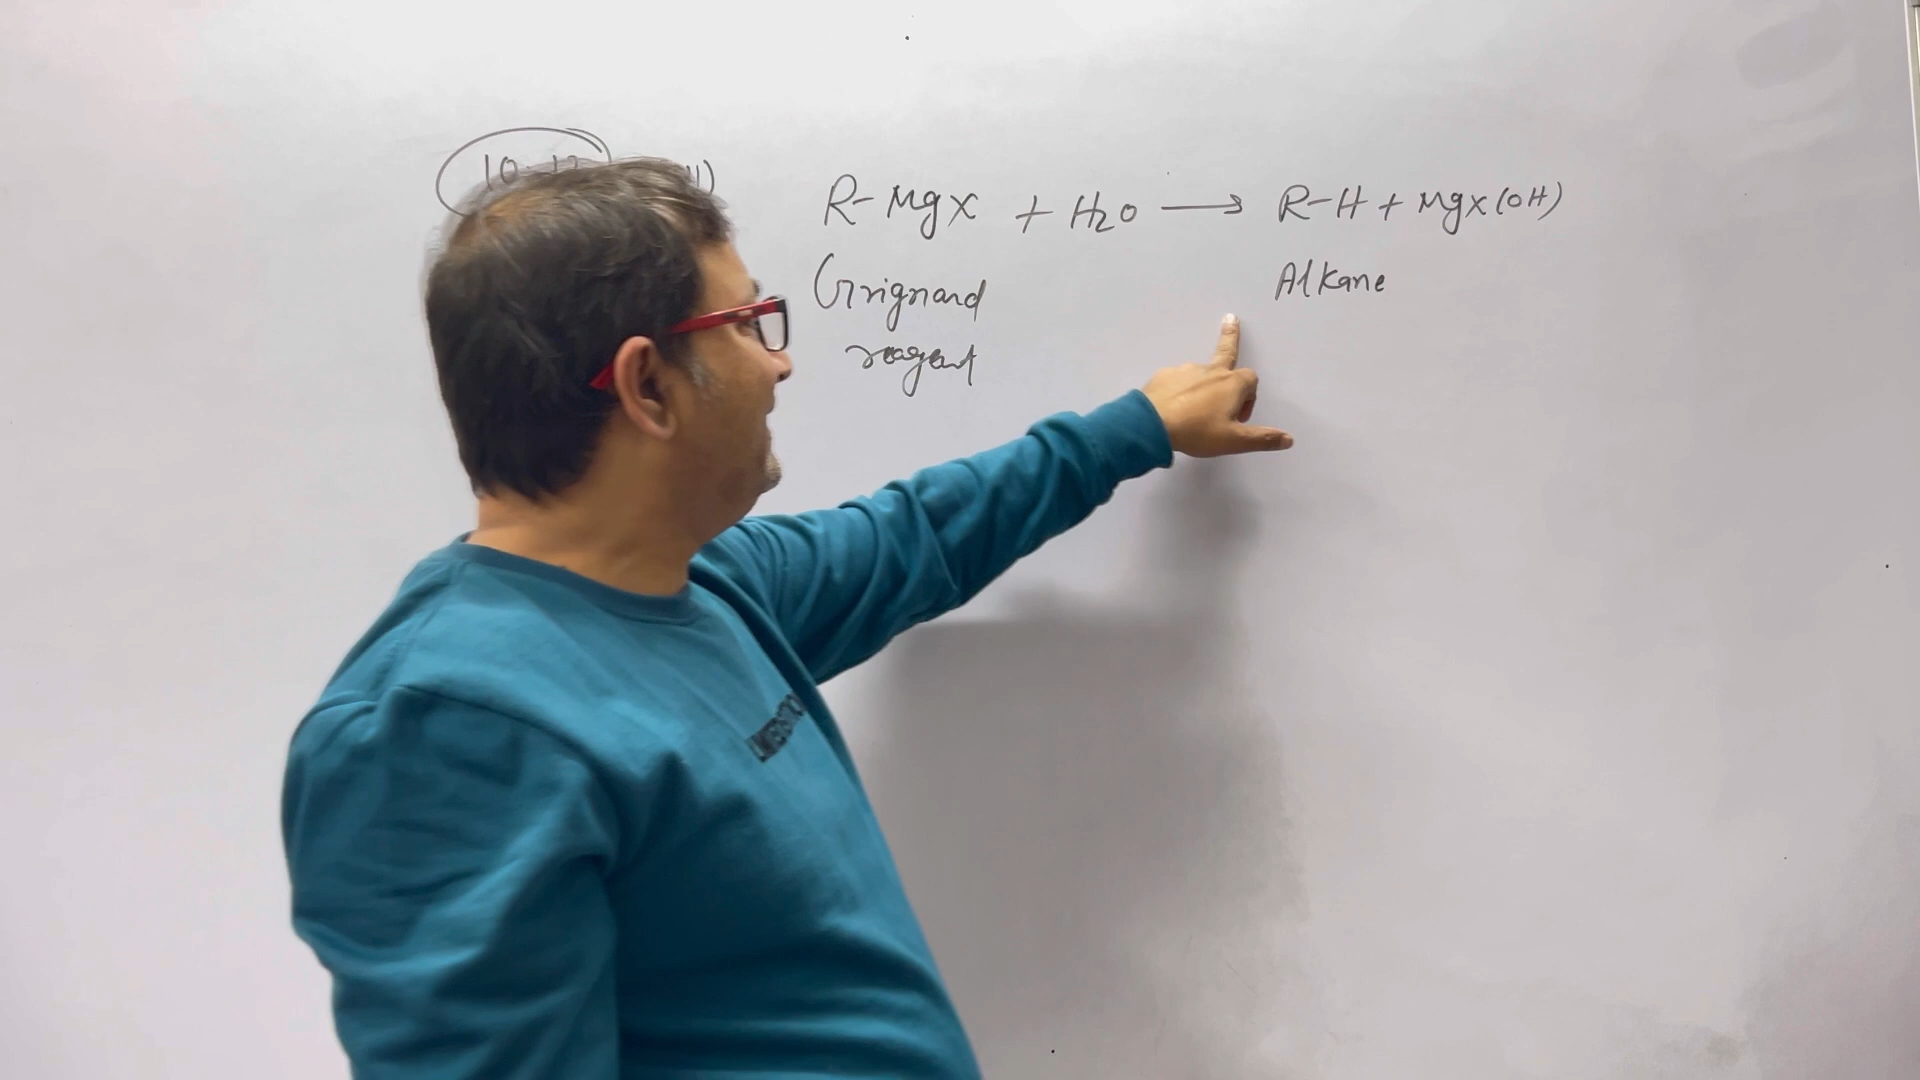 R-MgX + H2O → R-H + MgX(OH)
Grignard
reagent
Alkane